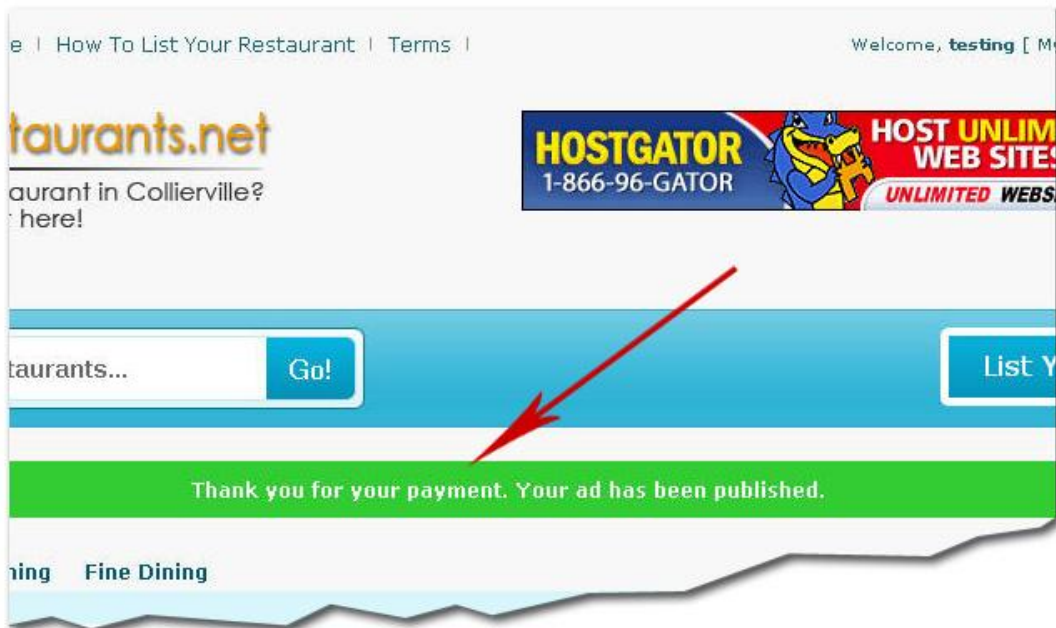 e | How To List Your Restaurant | Terms |
Welcome, testing [ M
taurants.net
aurant in Collierville?
r here!
HOSTGATOR
1-866-96-GATOR
HOST UNLIM
WEB SITES
UNLIMITED WEBS
taurants...
Go!
List Y
Thank you for your payment. Your ad has been published.
ning Fine Dining